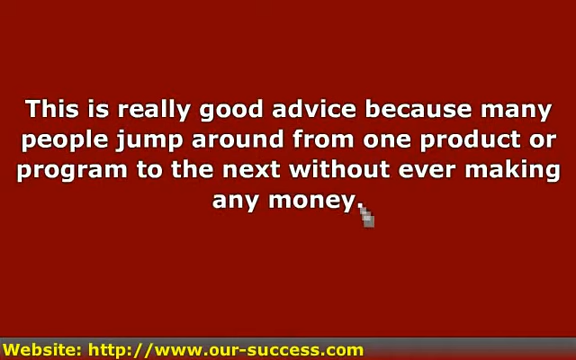 This is really good advice because many
people jump around from one product or
program to the next without ever making
any money.
Website: http://www.our-success.com